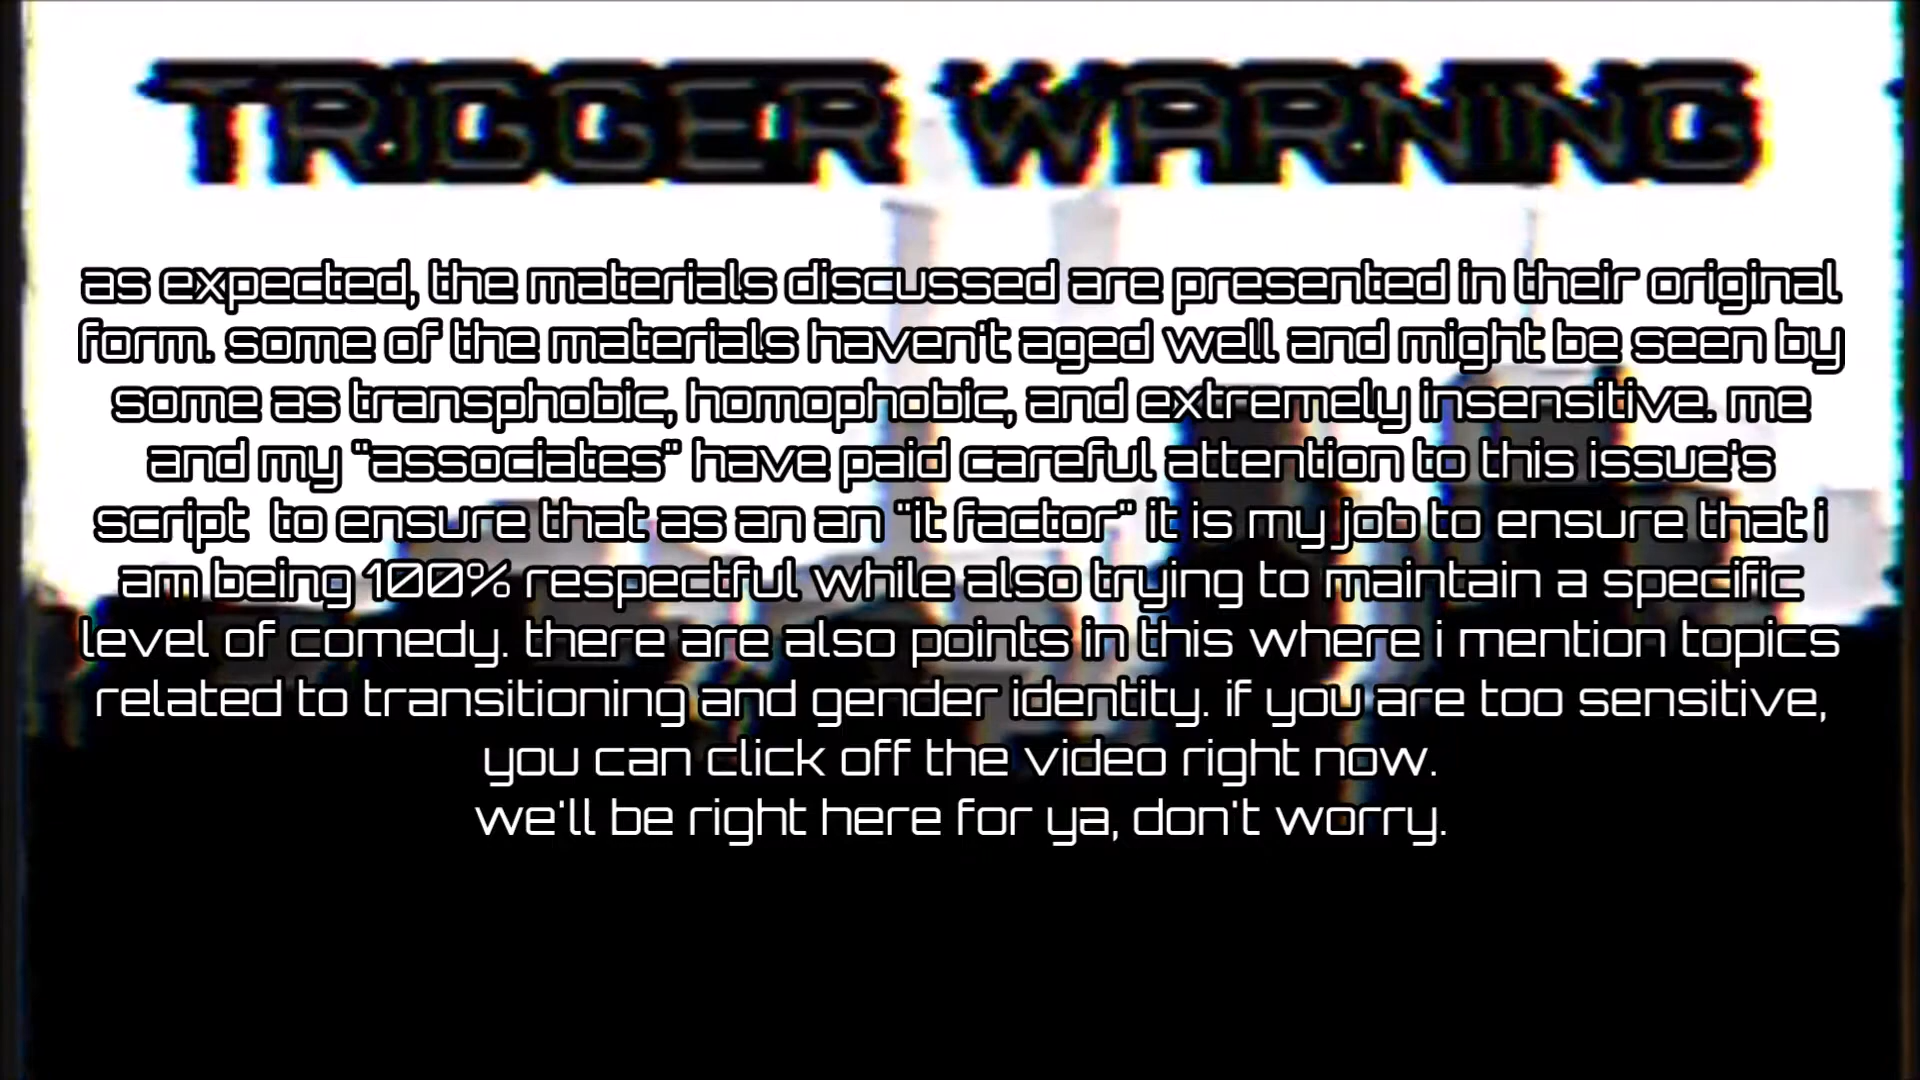 TRIGGER WARNING
as expected, the materials discussed are presented in their original
form. some of the materials haven't aged well and might be seen by
some as transphobic, homophobic, and extremely insensitive. me
and my "associates" have paid careful attention to this issue's
script  to ensure that as an an "it factor" it is my job to ensure that i
am being 100% respectful while also trying to maintain a specific
level of comedy. there are also points in this where i mention topics
related to transitioning and gender identity. if you are too sensitive,
you can click off the video right now.
we'll be right here for ya, don't worry.